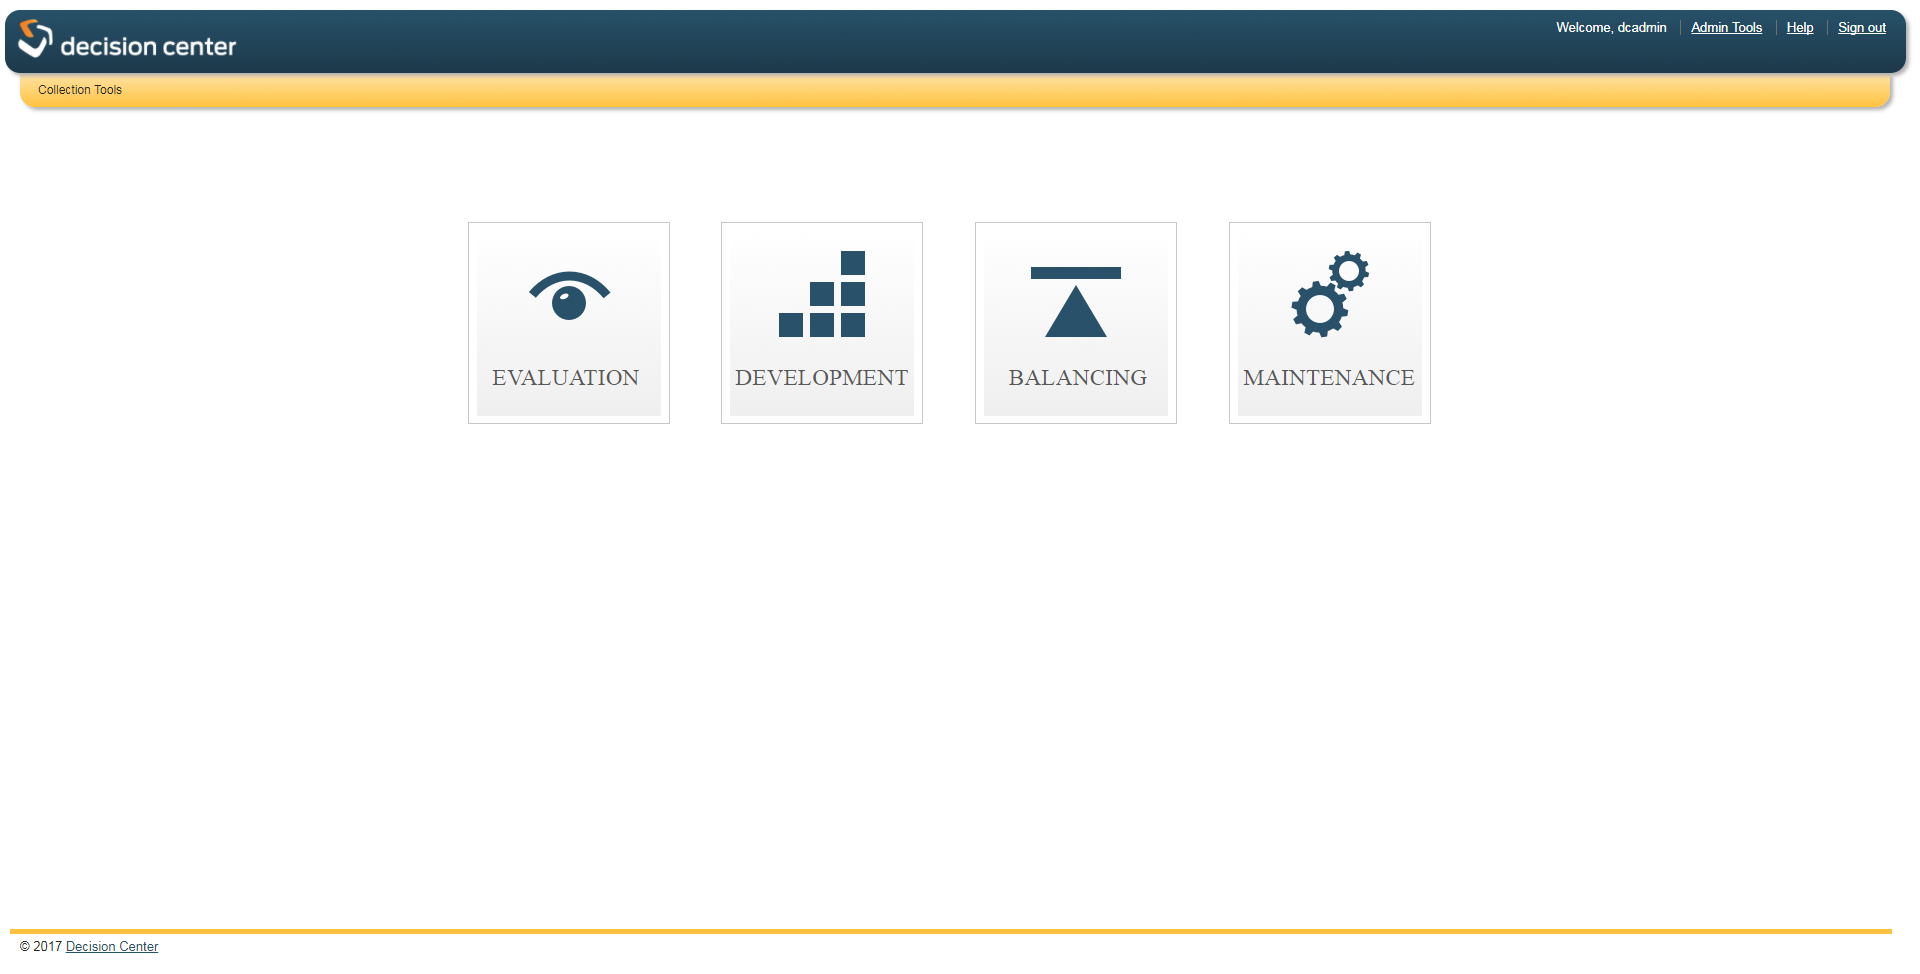 decision center
Welcome, dcadmin
Admin Tools
Help
Sign out
Collection Tools
EVALUATION
DEVELOPMENT
BALANCING
MAINTENANCE
© 2017 Decision Center